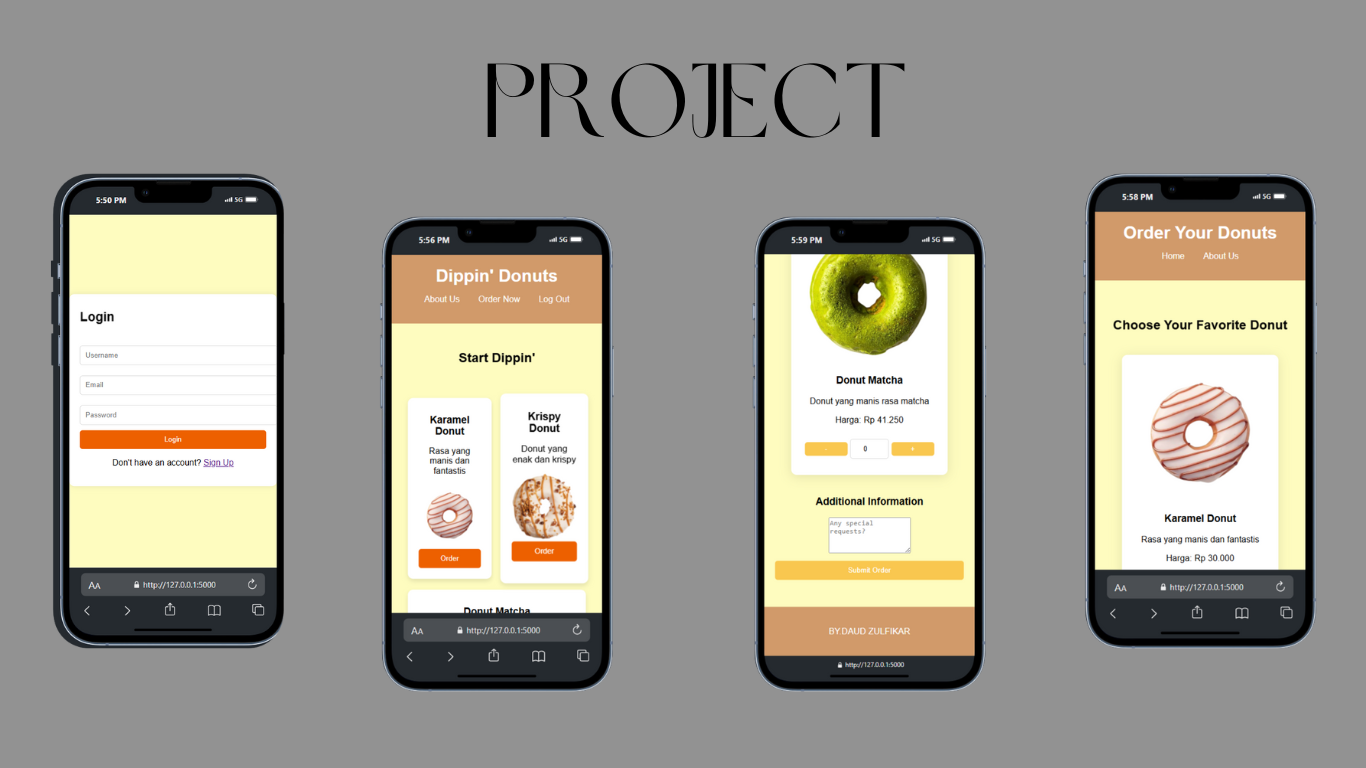 PROJECT
5:50 PM
5G
Login
Username
Email
Password
Login
Don't have an account? Sign Up
AA
http://127.0.0.1:5000
5:56 PM
5G
Dippin' Donuts
About Us Order Now Log Out
Start Dippin'
Karamel
Donut
Rasa yang
manis dan
fantastis
Order
Krispy
Donut
Donut yang
enak dan krispy
Order
Donut Matcha
AA
http://127.0.0.1:5000
5:59 PM
5G
Donut Matcha
Donut yang manis rasa matcha
Harga: Rp 41.250
- 0 +
Additional Information
Any special
requests?
Submit Order
BY.DAUD ZULFIKAR
http://127.0.0.1:5000
5:58 PM
5G
Order Your Donuts
Home About Us
Choose Your Favorite Donut
Karamel Donut
Rasa yang manis dan fantastis
Harga: Rp 30.000
AA
http://127.0.0.1:5000